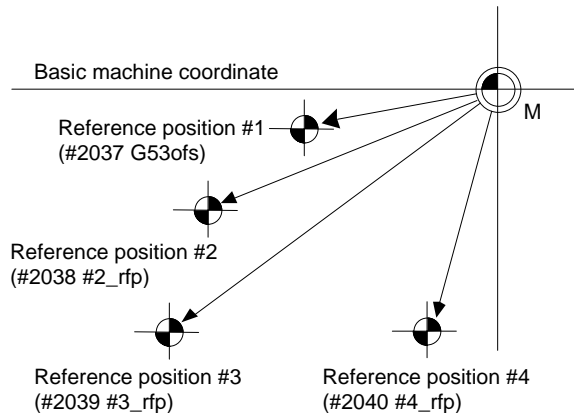 Basic machine coordinate
M
Reference position #1
(#2037 G53ofs)
Reference position #2
(#2038 #2_rfp)
Reference position #3
(#2039 #3_rfp)
Reference position #4
(#2040 #4_rfp)